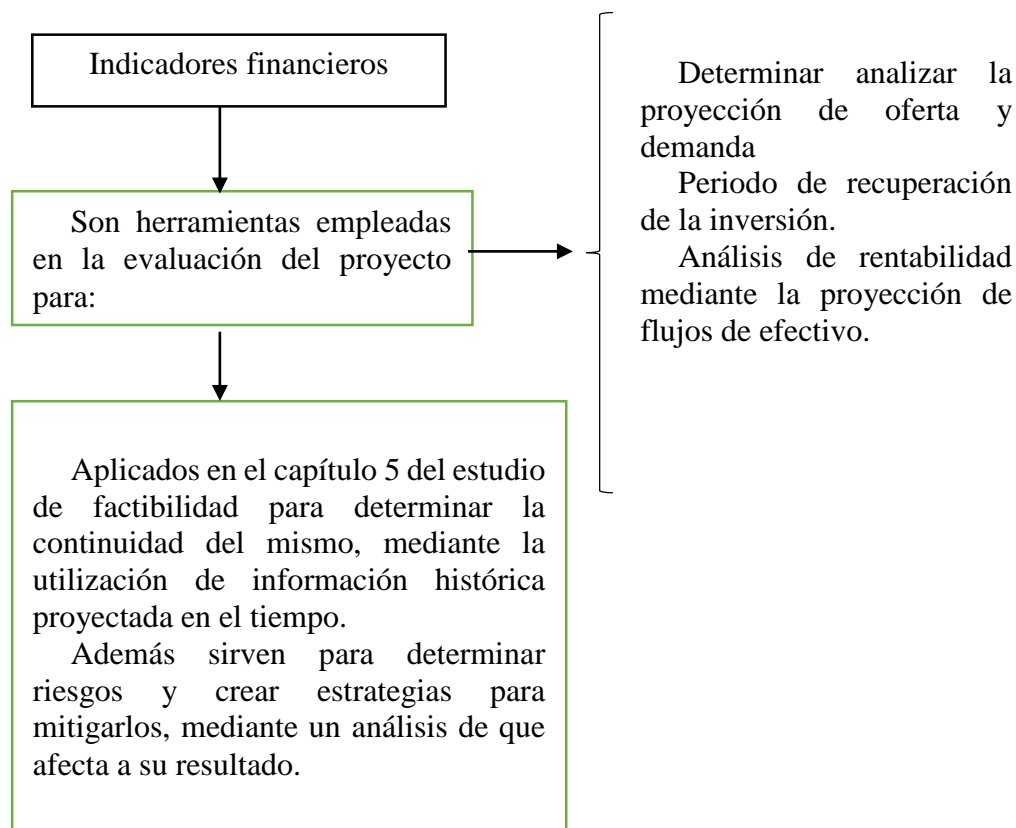 Indicadores financieros
Son herramientas empleadas
en la evaluación del proyecto
para:
Determinar analizar la
proyección de oferta y
demanda
Periodo de recuperación
de la inversión.
Análisis de rentabilidad
mediante la proyección de
flujos de efectivo.
Aplicados en el capítulo 5 del estudio
de factibilidad para determinar la
continuidad del mismo, mediante la
utilización de información histórica
proyectada en el tiempo.
Además sirven para determinar
riesgos y crear estrategias para
mitigarlos, mediante un análisis de que
afecta a su resultado.